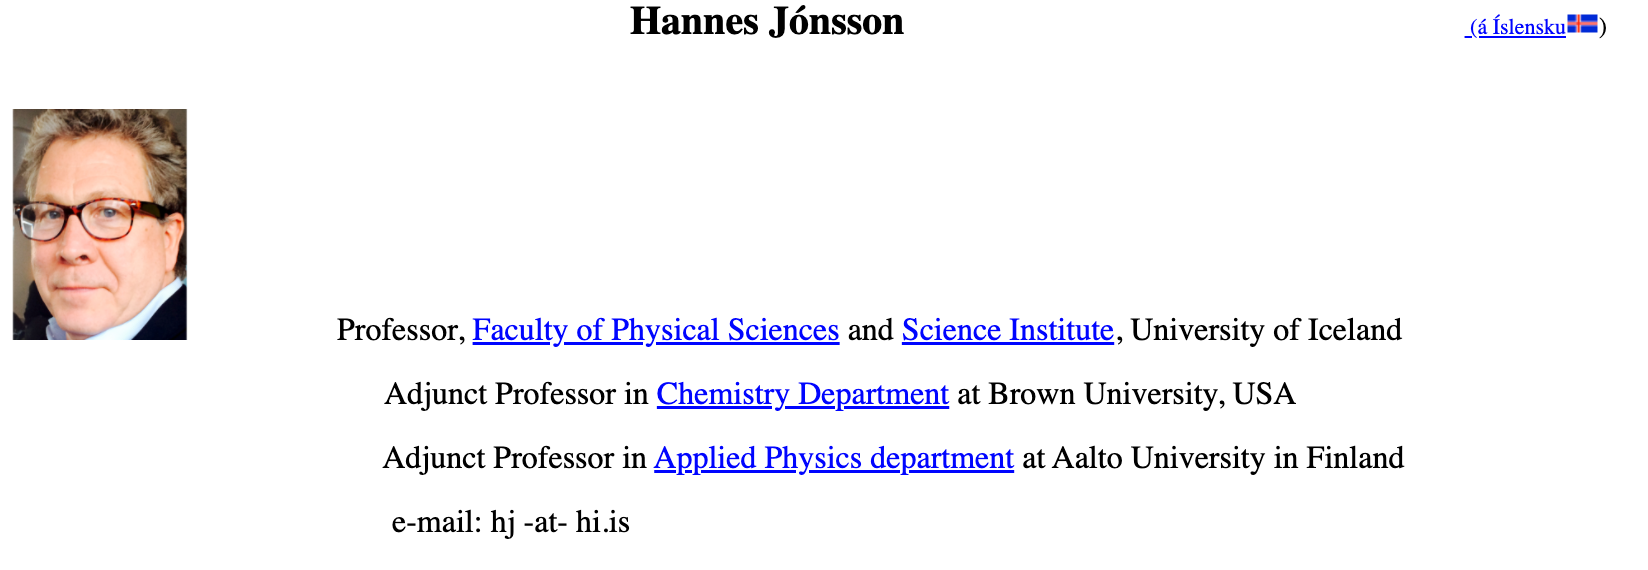 Hannes Jónsson
(á Íslensku)
Professor, Faculty of Physical Sciences and Science Institute, University of Iceland
Adjunct Professor in Chemistry Department at Brown University, USA
Adjunct Professor in Applied Physics department at Aalto University in Finland
e-mail: hj -at- hi.is